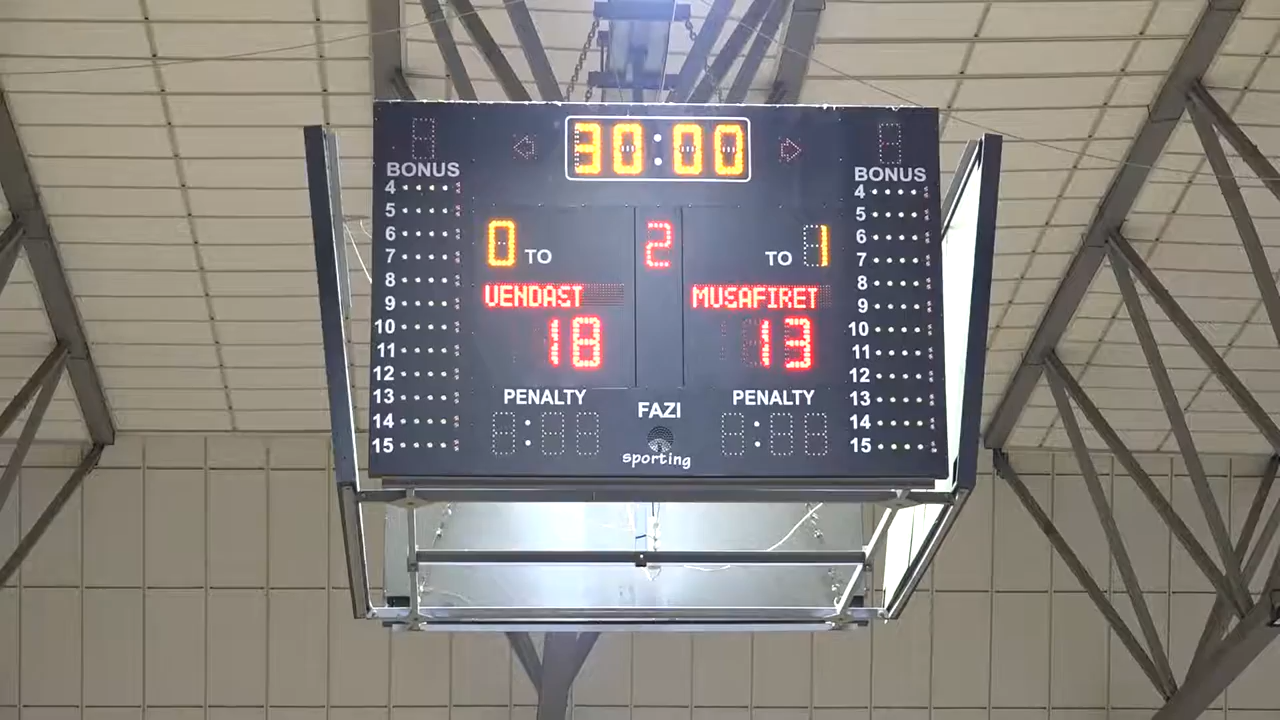 30:00
BONUS
BONUS
4
5
6
7
8
9
10
11
12
13
14
15
4
5
6
7
8
9
10
11
12
13
14
15
0 TO
2
TO 1
VENDAST
MUSAFIRET
18
13
PENALTY
FAZI
PENALTY
sporting